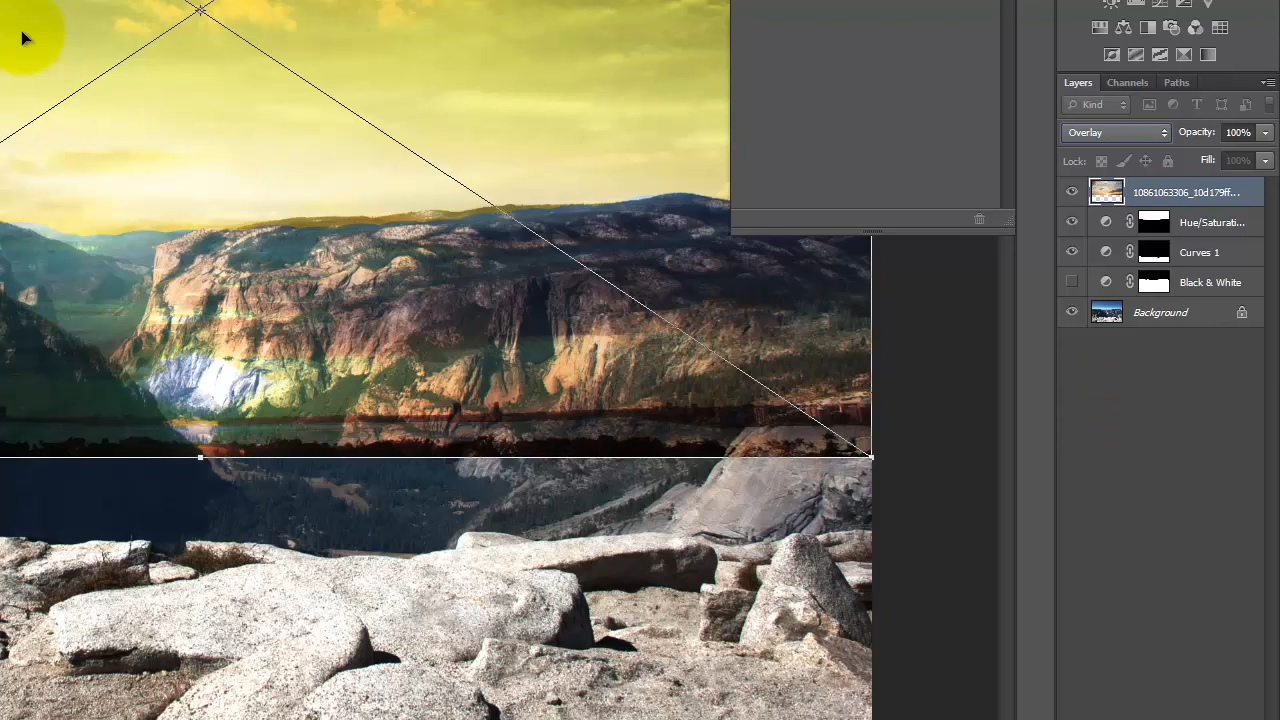 Layers Channels Paths
Kind
Overlay Opacity: 100%
Lock: Fill: 100%
10861063306_10d179ff...
Hue/Saturati...
Curves 1
Black & White
Background